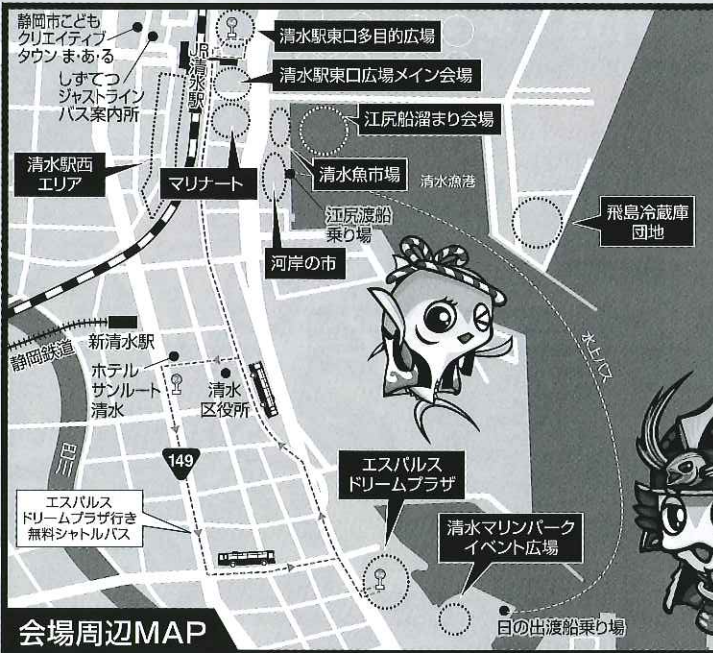 静岡市こども
クリエイティブ
タウン ま・あ・る
しずてつ
ジャストライン
バス案内所
JR清水駅
清水駅東口多目的広場
清水駅東口広場メイン会場
江尻船溜まり会場
清水駅西
エリア
マリナート
清水魚市場
清水漁港
江尻渡船
乗り場
河岸の市
飛島冷蔵庫
団地
水上バス
静岡鉄道
新清水駅
ホテル
サンルート
清水
清水
区役所
巴川
149
エスパルス
ドリームプラザ行き
無料シャトルバス
エスパルス
ドリームプラザ
清水マリンパーク
イベント広場
日の出渡船乗り場
会場周辺MAP